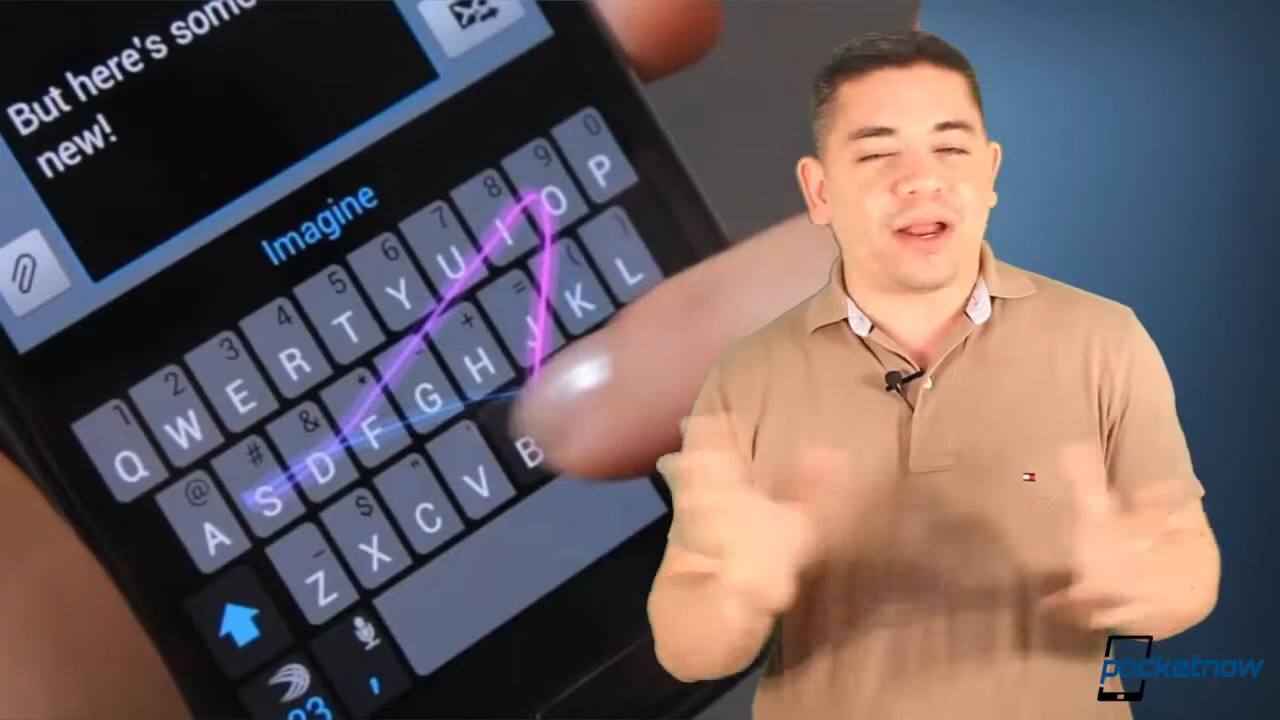 But here's some
new!
Imagine
1 2 3 4 5 6 7 8 9 0
Q W E R T Y U I O P
@ # & * - + = ( )
A S D F G H J K L
_ $ "
Z X C V B
,
pocketnow